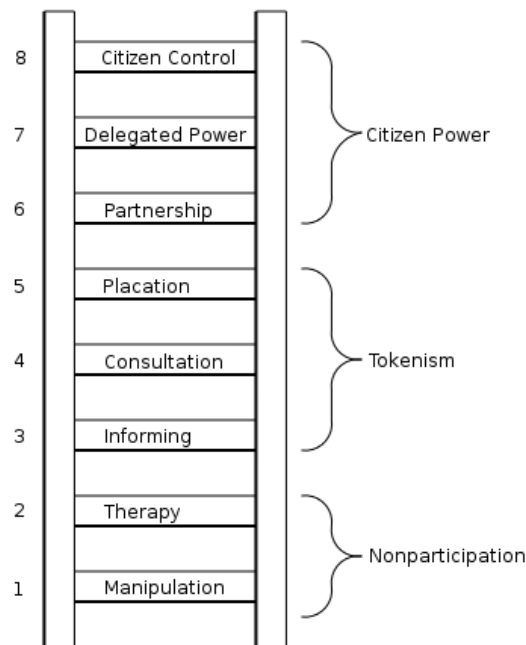 8 Citizen Control
7 Delegated Power Citizen Power
6 Partnership
5 Placation
4 Consultation Tokenism
3 Informing
2 Therapy
Nonparticipation
1 Manipulation